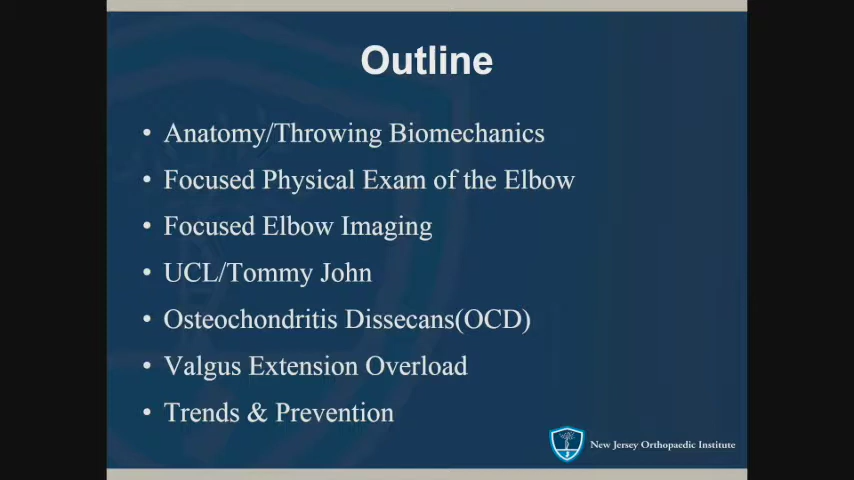 Outline
• Anatomy/Throwing Biomechanics
• Focused Physical Exam of the Elbow
• Focused Elbow Imaging
• UCL/Tommy John
• Osteochondritis Dissecans(OCD)
• Valgus Extension Overload
• Trends & Prevention
New Jersey Orthopaedic Institute